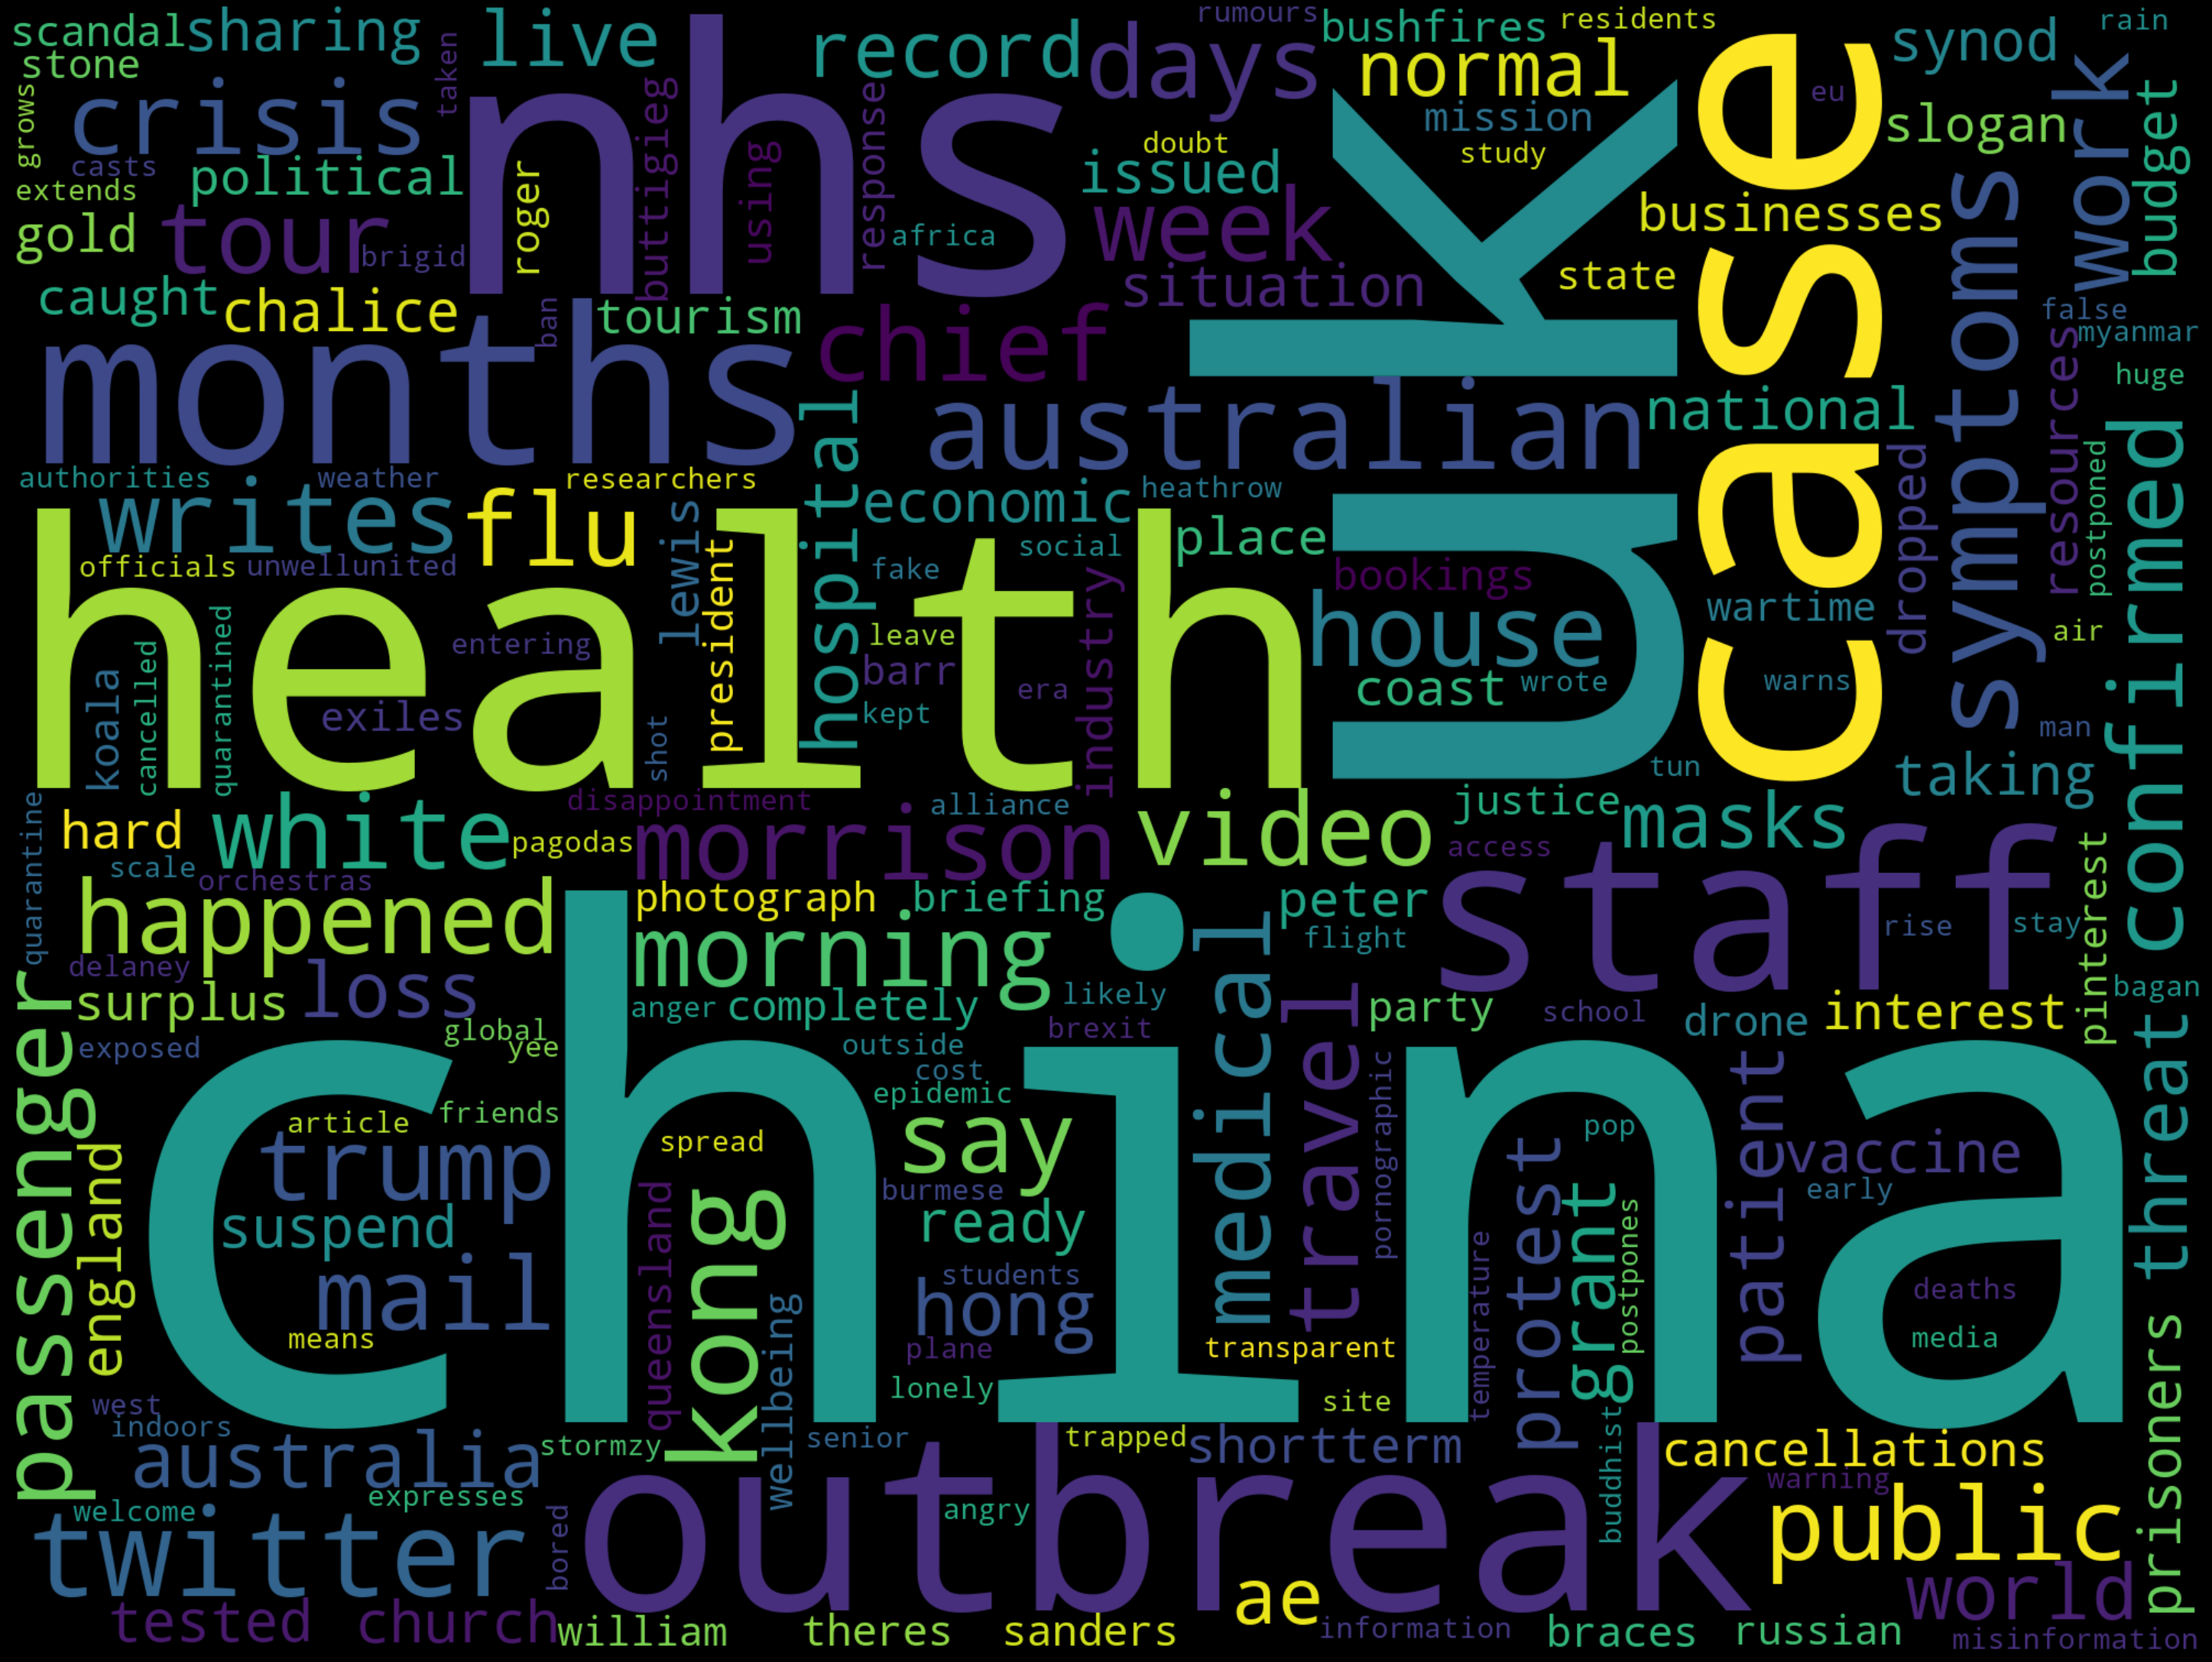 scandal
sharing
live
nhs
record
days
rumours
bushfires
residents
synod
rain
stone
crisis
taken
buttigieg
normal
uk
case
eu
work
budget
grows
casts
political
roger
using
response
doubt
issued
mission
study
slogan
extends
gold
tour
brigid
africa
week
businesses
symptoms
caught
chalice
ban
tourism
situation
state
false
myanmar
months
chief
australian
national
resources
huge
confirmed
authorities
weather
researchers
hospital
economic
heathrow
dropped
postponed
writes
flu
lewis
president
social
place
officials
unwellunited
fake
industry
bookings
wartime
health
quarantined
cancelled
koala
entering
leave
house
air
exiles
shot
barr
era
kept
coast
wrote
warns
man
tun
taking
quarantine
hard
white
disappointment
alliance
video
justice
masks
pagodas
morrison
access
pinterest
scale
orchestras
photograph
briefing
peter
staff
happened
morning
medical
flight
rise
stay
delaney
surplus
loss
anger
completely
likely
travel
party
school
drone
interest
bagan
passenger
exposed
global
yee
brexit
outside
cost
epidemic
pornographic
patient
threat
china
england
article
friends
trump
spread
say
protest
pop
vaccine
suspend
queensland
kong
burmese
ready
grant
early
postpones
mail
wellbeing
students
hong
temperature
deaths
means
plane
transparent
media
prisoners
west
indoors
lonely
site
australia
stormzy
senior
trapped
shortterm
buddhist
cancellations
expresses
outbreak
warning
welcome
twitter
bored
angry
public
tested
church
william
theres
sanders
ae
information
braces
russian
world
misinformation